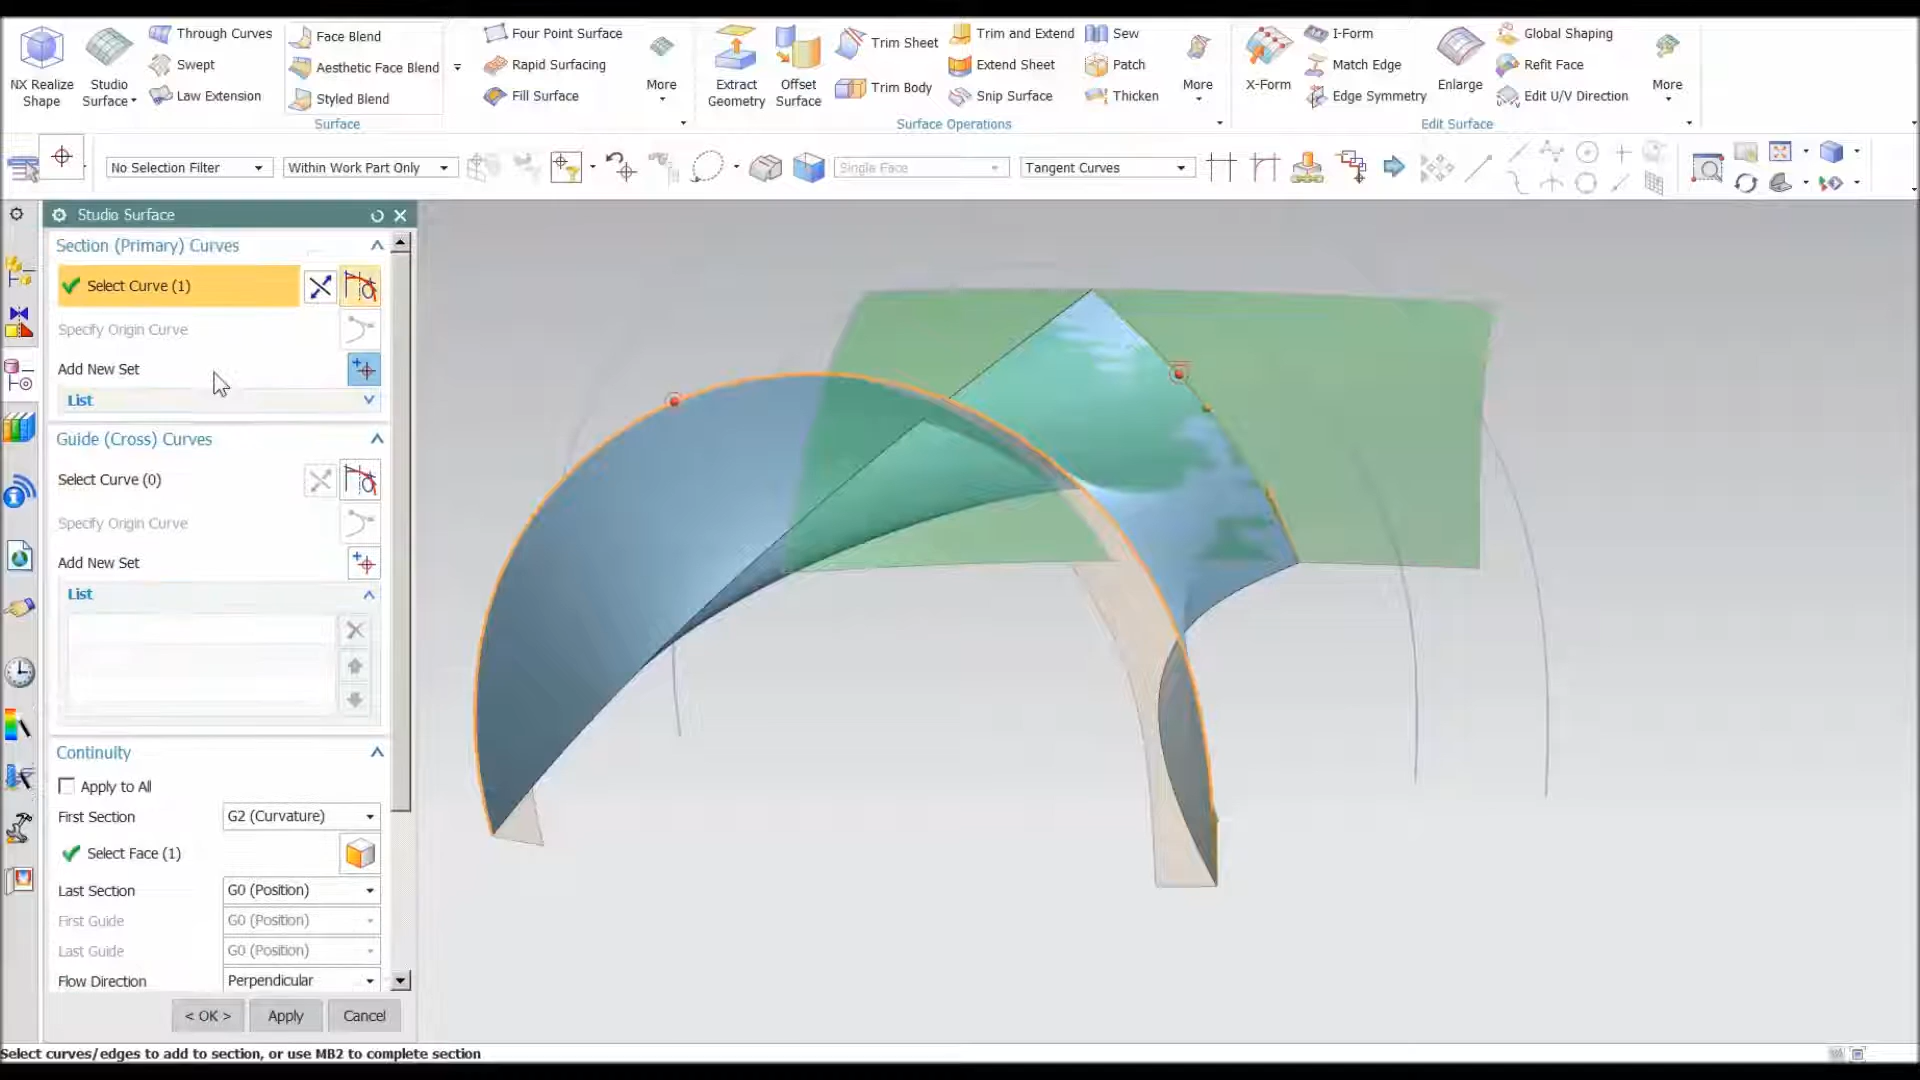 NX Realize Shape
Studio Surface
Through Curves
Swept
Law Extension
Face Blend
Aesthetic Face Blend
Styled Blend
Surface
Four Point Surface
Rapid Surfacing
Fill Surface
More
Extract Geometry
Offset Surface
Trim Sheet
Trim Body
Trim and Extend
Extend Sheet
Snip Surface
Sew
Patch
Thicken
More
Surface Operations
X-Form
I-Form
Match Edge
Edge Symmetry
Enlarge
Global Shaping
Refit Face
Edit U/V Direction
More
Edit Surface
No Selection Filter
Within Work Part Only
Single Face
Tangent Curves
Studio Surface
Section (Primary) Curves
Select Curve (1)
Specify Origin Curve
Add New Set
List
Guide (Cross) Curves
Select Curve (0)
Specify Origin Curve
Add New Set
List
Continuity
Apply to All
First Section G2 (Curvature)
Select Face (1)
Last Section G0 (Position)
First Guide G0 (Position)
Last Guide G0 (Position)
Flow Direction Perpendicular
< OK > Apply Cancel
Select curves/edges to add to section, or use MB2 to complete section